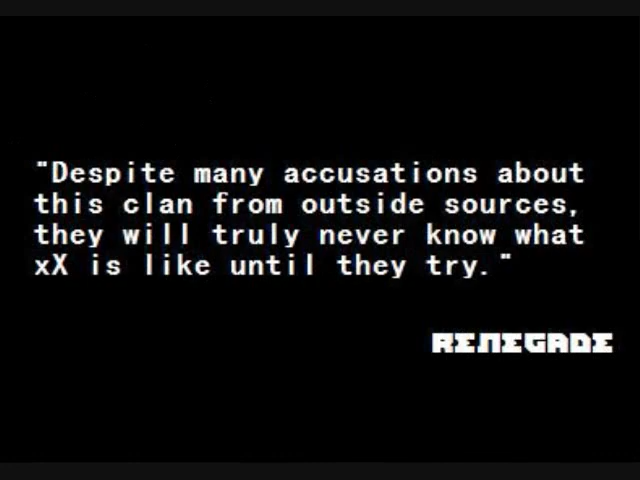 "Despite many accusations about
this clan from outside sources,
they will truly never know what
xX is like until they try."
RENEGADE